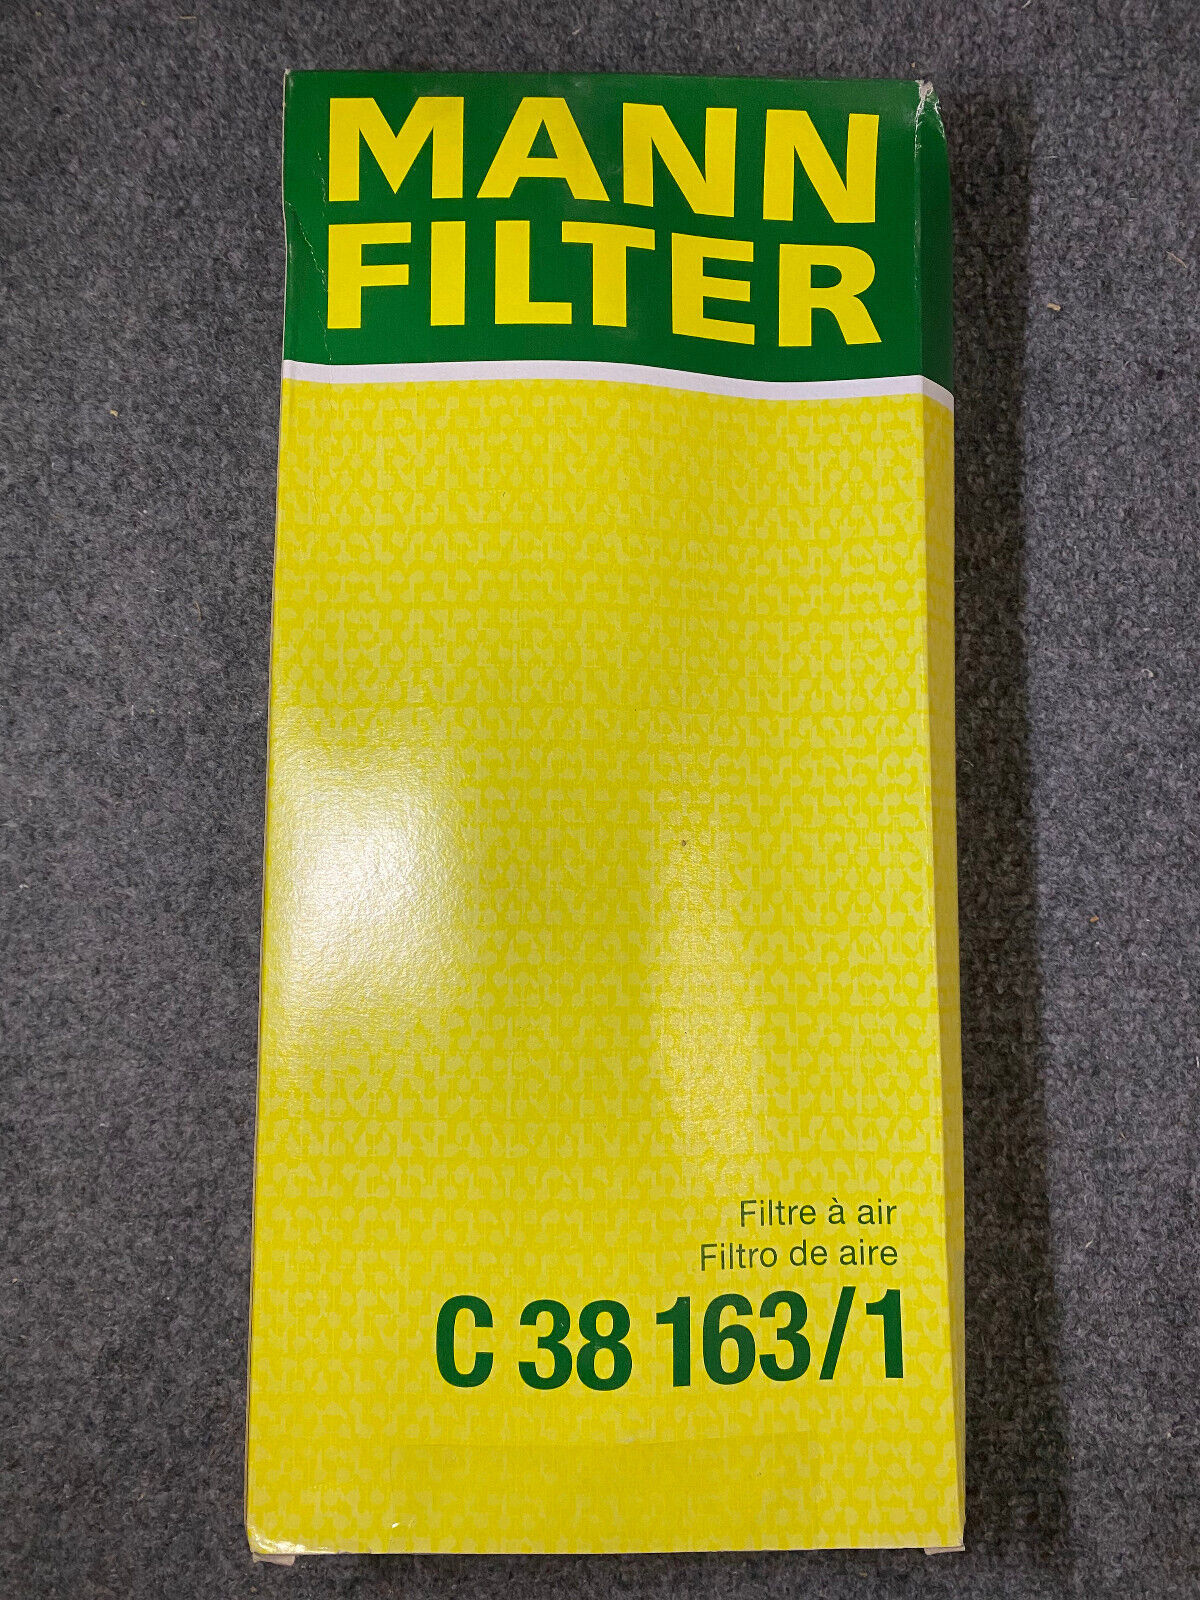 MANN
FILTER
Filtre à air
Filtro de aire
C 38 163/1